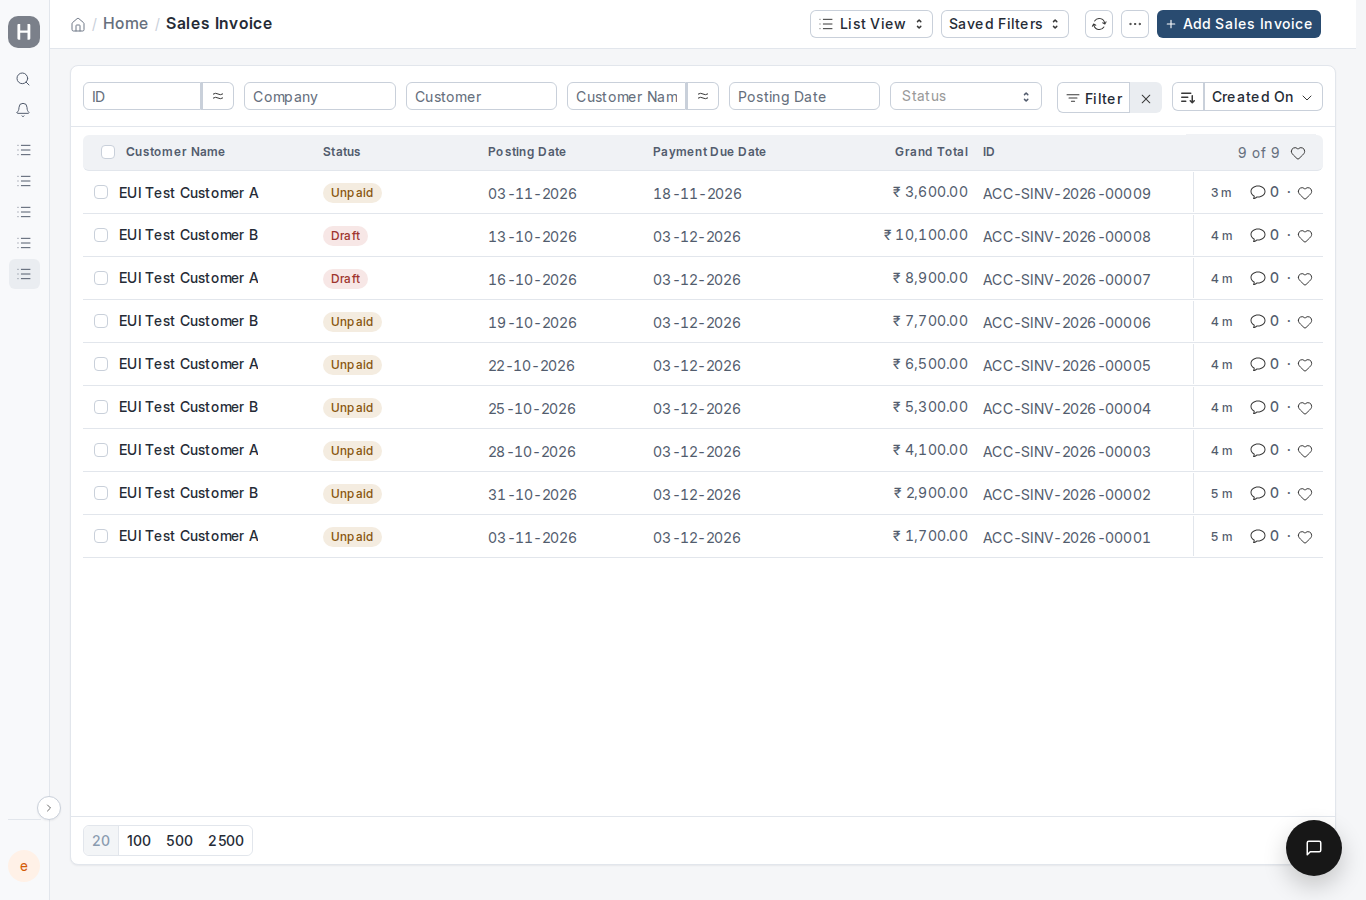 H
/ Home / Sales Invoice
List View
Saved Filters
+ Add Sales Invoice
ID
≈
Company
Customer
Customer Nam
≈
Posting Date
Status
Filter
Created On
Customer Name Status Posting Date Payment Due Date Grand Total ID 9 of 9
EUI Test Customer A Unpaid 03-11-2026 18-11-2026 ₹ 3,600.00 ACC-SINV-2026-00009 3 m 0 ·
EUI Test Customer B Draft 13-10-2026 03-12-2026 ₹ 10,100.00 ACC-SINV-2026-00008 4 m 0 ·
EUI Test Customer A Draft 16-10-2026 03-12-2026 ₹ 8,900.00 ACC-SINV-2026-00007 4 m 0 ·
EUI Test Customer B Unpaid 19-10-2026 03-12-2026 ₹ 7,700.00 ACC-SINV-2026-00006 4 m 0 ·
EUI Test Customer A Unpaid 22-10-2026 03-12-2026 ₹ 6,500.00 ACC-SINV-2026-00005 4 m 0 ·
EUI Test Customer B Unpaid 25-10-2026 03-12-2026 ₹ 5,300.00 ACC-SINV-2026-00004 4 m 0 ·
EUI Test Customer A Unpaid 28-10-2026 03-12-2026 ₹ 4,100.00 ACC-SINV-2026-00003 4 m 0 ·
EUI Test Customer B Unpaid 31-10-2026 03-12-2026 ₹ 2,900.00 ACC-SINV-2026-00002 5 m 0 ·
EUI Test Customer A Unpaid 03-11-2026 03-12-2026 ₹ 1,700.00 ACC-SINV-2026-00001 5 m 0 ·
20 100 500 2500
e